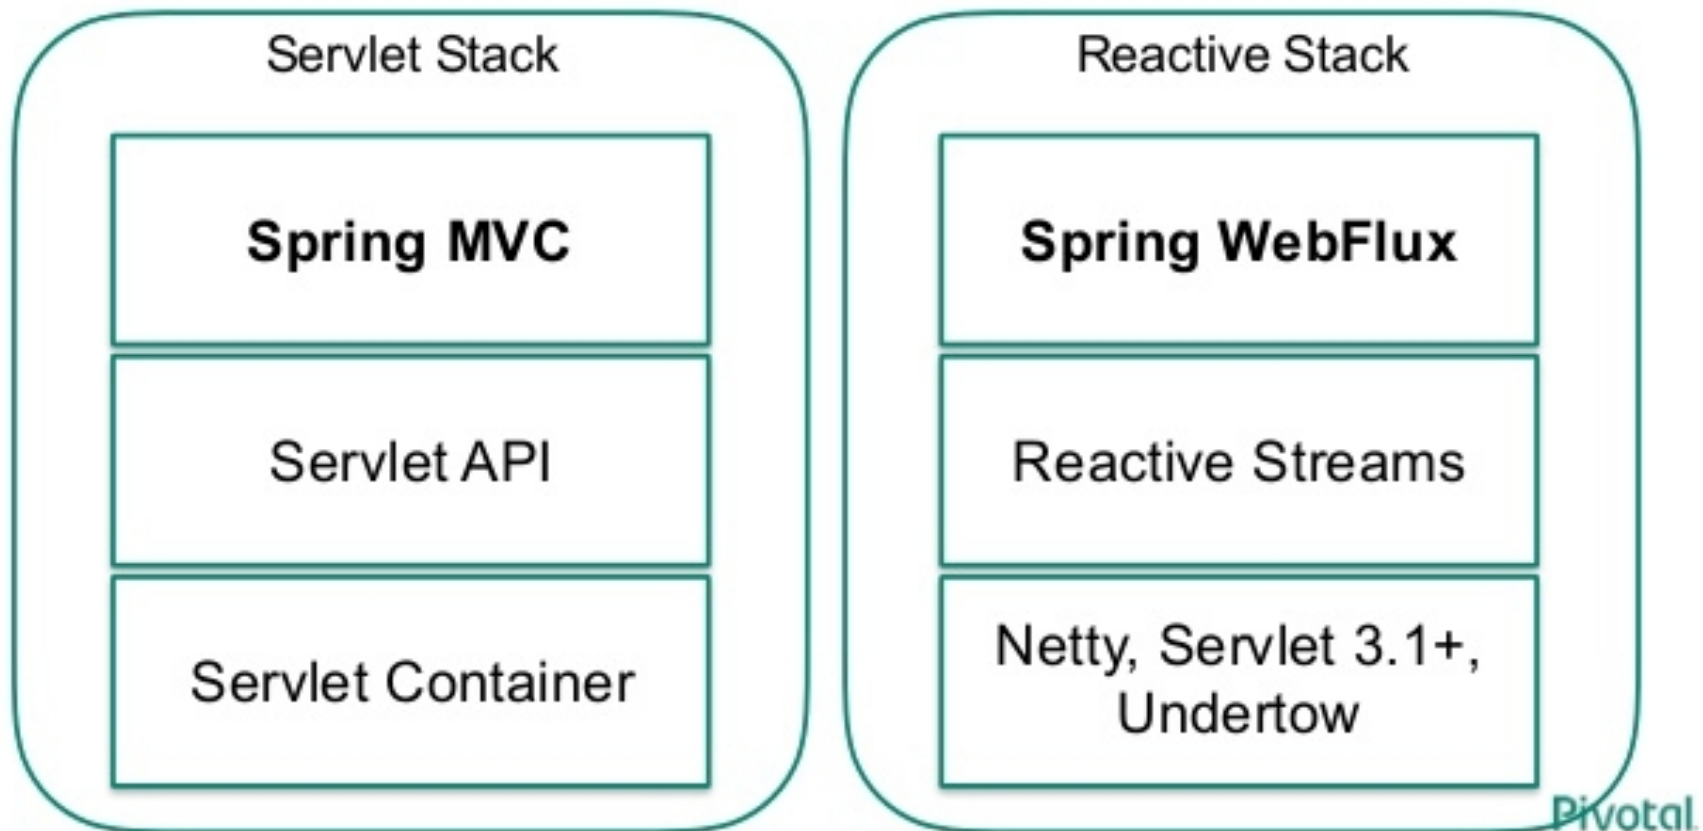 Servlet Stack
Spring MVC
Servlet API
Servlet Container
Reactive Stack
Spring WebFlux
Reactive Streams
Netty, Servlet 3.1+,
Undertow
Pivotal